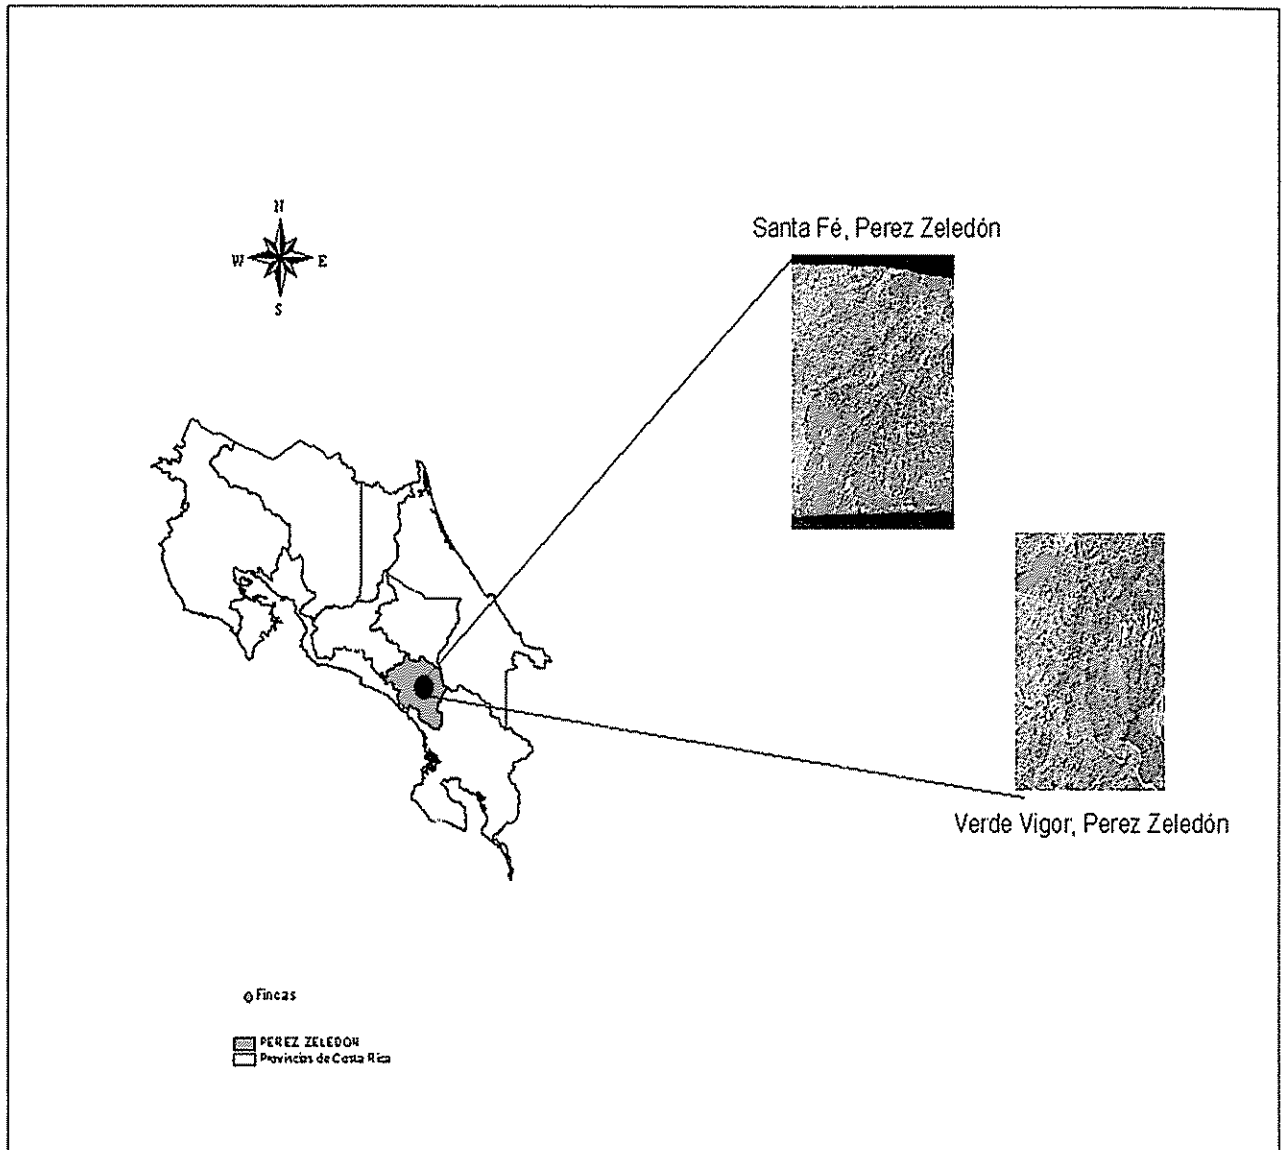 N
W E
S
Santa Fé, Perez Zeledón
Verde Vigor, Perez Zeledón
Fincas
PEREZ ZELEDON
Provincias de Costa Rica